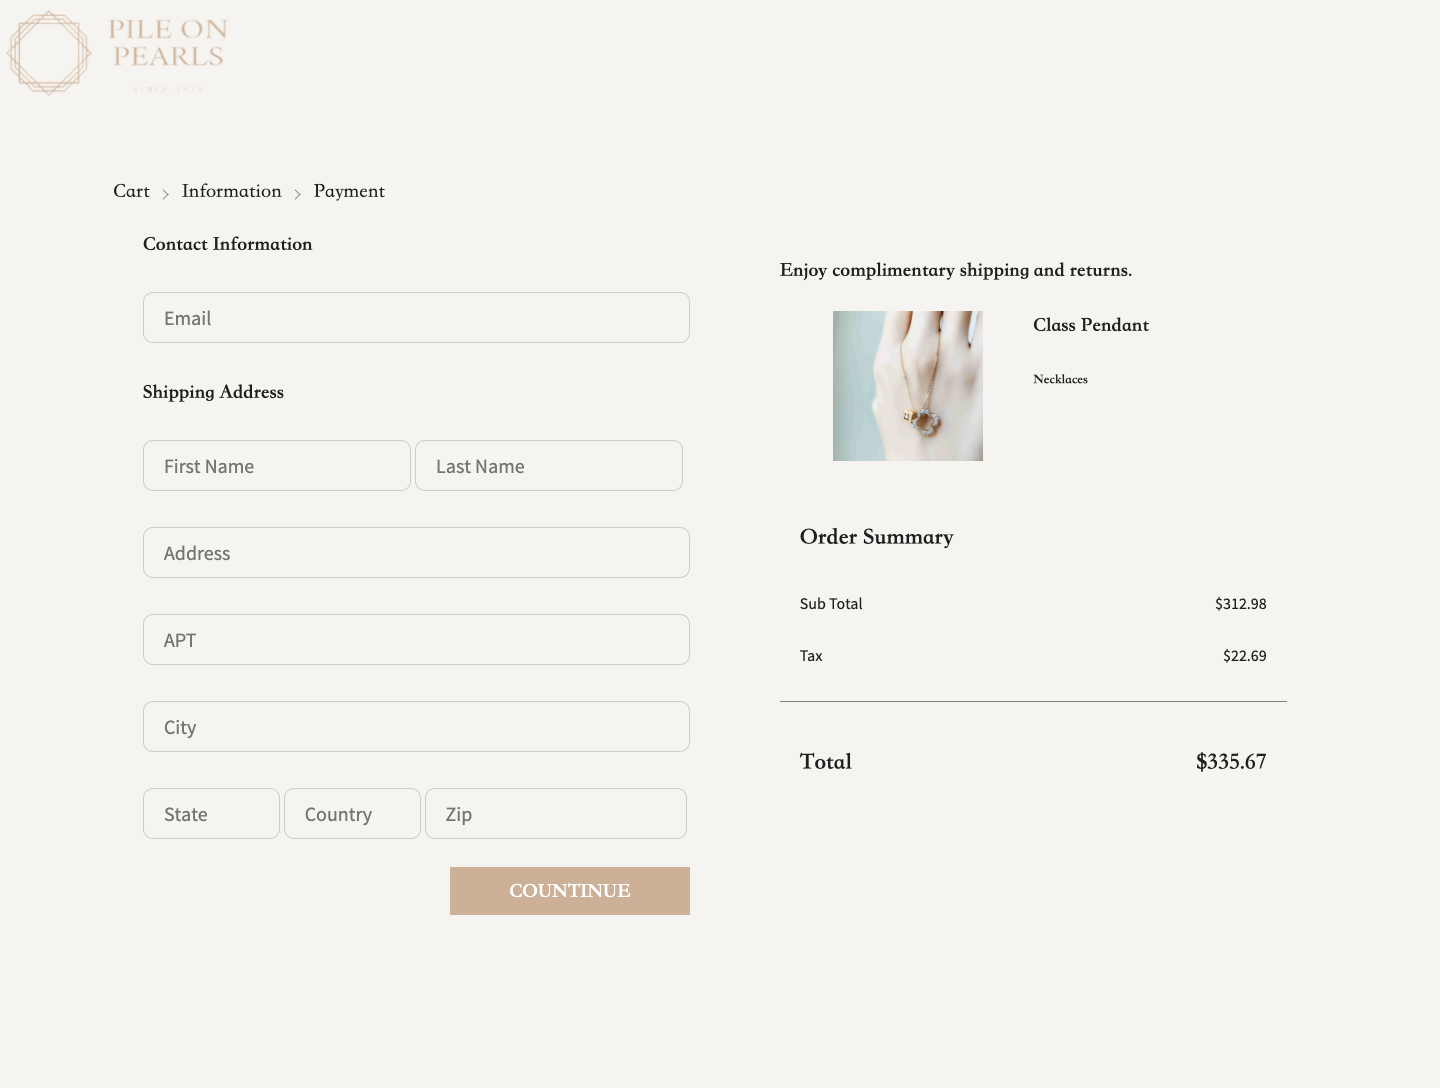 PILE ON
PEARLS
Cart > Information > Payment
Contact Information
Email
Shipping Address
First Name Last Name
Address
APT
City
State Country Zip
COUNTINUE
Enjoy complimentary shipping and returns.
Class Pendant
Necklaces
Order Summary
Sub Total $312.98
Tax $22.69
Total $335.67